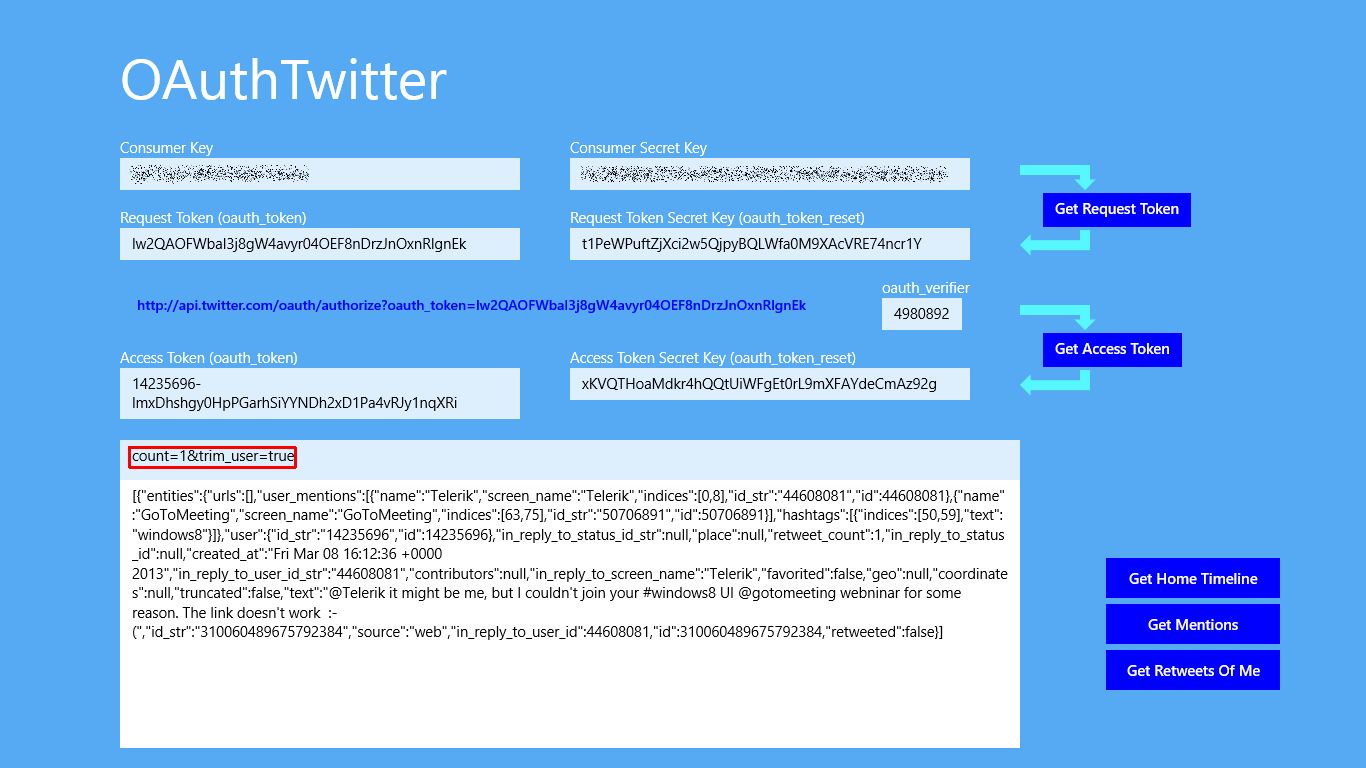 OAuthTwitter
Consumer Key
Consumer Secret Key
Get Request Token
Request Token (oauth_token)
Request Token Secret Key (oauth_token_reset)
Iw2QAOFWbal3j8gW4avyr04OEF8nDrzJnOxnRlgnEk
t1PeWPuftZjXci2w5QjpyBQLWfa0M9XAcVRE74ncr1Y
http://api.twitter.com/oauth/authorize?oauth_token=Iw2QAOFWbal3j8gW4avyr04OEF8nDrzJnOxnRlgnEk
oauth_verifier
4980892
Get Access Token
Access Token (oauth_token)
Access Token Secret Key (oauth_token_reset)
14235696-
lmxDhshgy0HpPGarhSiYYNDh2xD1Pa4vRJy1nqXRi
xKVQTHoaMdkr4hQQtUiWFgEt0rL9mXFAYdeCmAz92g
count=1&trim_user=true
[{"entities":{"urls":[],"user_mentions":[{"name":"Telerik","screen_name":"Telerik","indices":[0,8],"id_str":"44608081","id":44608081},{"name"
:"GoToMeeting","screen_name":"GoToMeeting","indices":[63,75],"id_str":"50706891","id":50706891}],"hashtags":[{"indices":[50,59],"text":
"windows8"}]},"user":{"id_str":"14235696","id":14235696},"in_reply_to_status_id_str":null,"place":null,"retweet_count":1,"in_reply_to_status
_id":null,"created_at":"Fri Mar 08 16:12:36 +0000
2013","in_reply_to_user_id_str":"44608081","contributors":null,"in_reply_to_screen_name":"Telerik","favorited":false,"geo":null,"coordinate
s":null,"truncated":false,"text":"@Telerik it might be me, but I couldn't join your #windows8 UI @gotomeeting webninar for some
reason. The link doesn't work  :-
(","id_str":"310060489675792384","source":"web","in_reply_to_user_id":44608081,"id":310060489675792384,"retweeted":false}]
Get Home Timeline
Get Mentions
Get Retweets Of Me